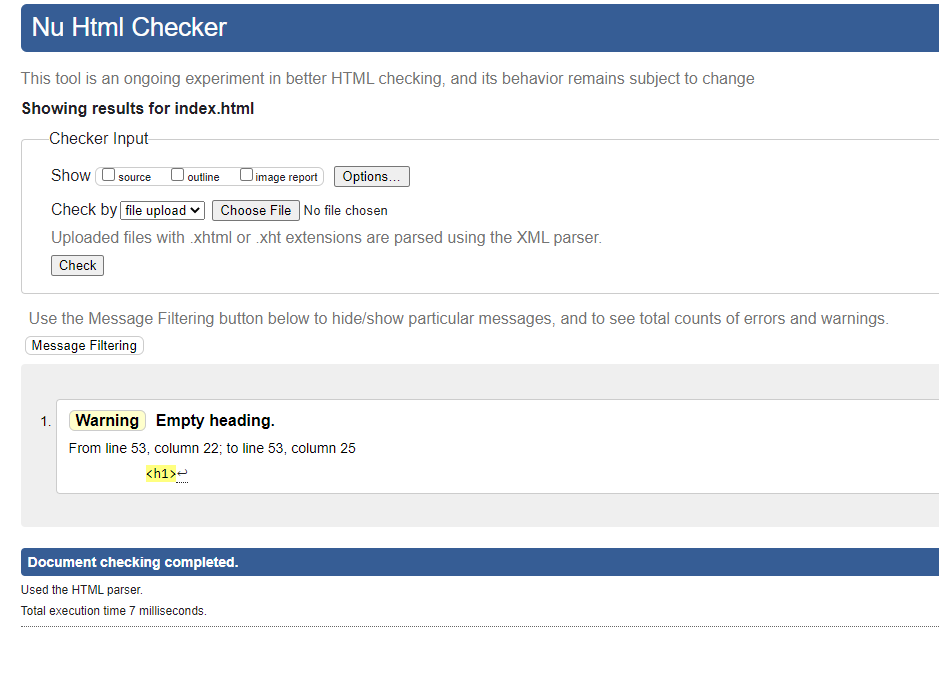 Nu Html Checker
This tool is an ongoing experiment in better HTML checking, and its behavior remains subject to change
Showing results for index.html
Checker Input
Show source outline image report Options...
Check by file upload Choose File No file chosen
Uploaded files with .xhtml or .xht extensions are parsed using the XML parser.
Check
Use the Message Filtering button below to hide/show particular messages, and to see total counts of errors and warnings.
Message Filtering
1. Warning Empty heading.
From line 53, column 22; to line 53, column 25
<h1>↩
Document checking completed.
Used the HTML parser.
Total execution time 7 milliseconds.